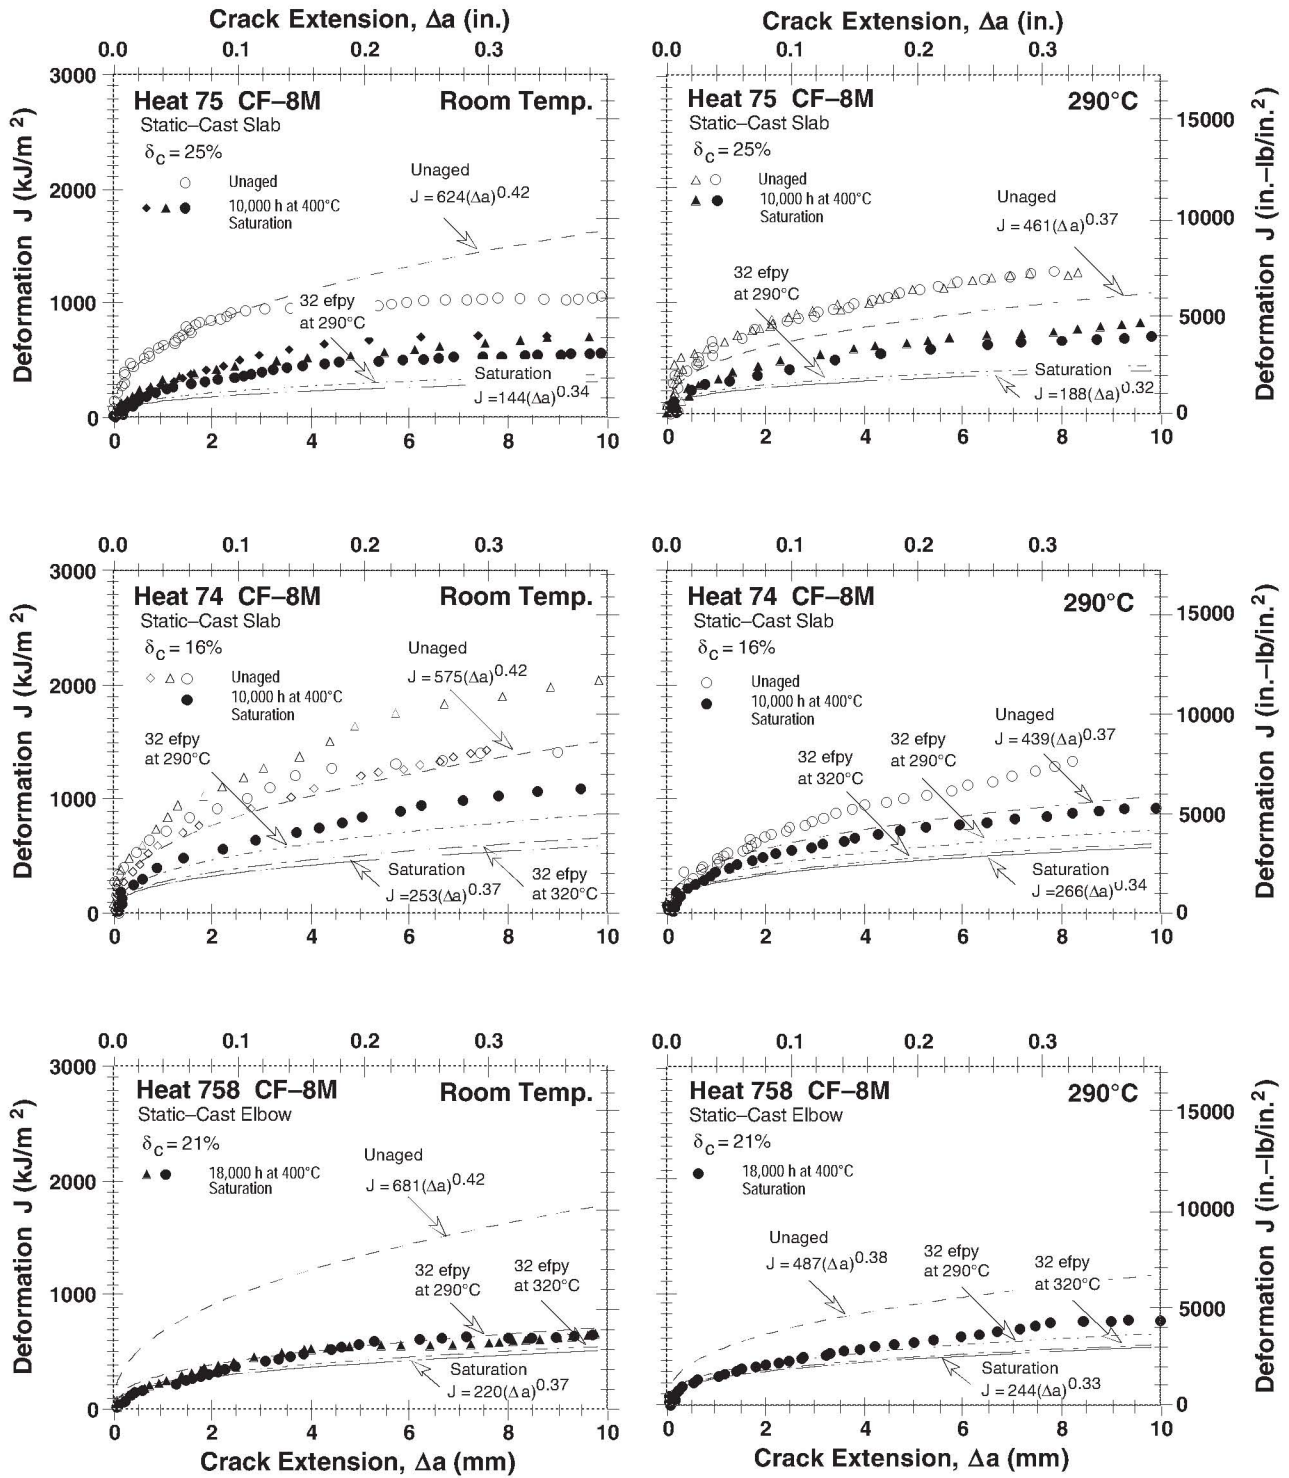 Crack Extension, Δa (in.)
0.0 0.1 0.2 0.3
Deformation J (kJ/m²)
3000
2000
1000
0
Heat 75 CF–8M Room Temp.
Static–Cast Slab
δc = 25%
Unaged
10,000 h at 400°C
Saturation
Unaged
J = 624(Δa)0.42
32 efpy
at 290°C
Saturation
J =144(Δa)0.34
0 2 4 6 8 10
Crack Extension, Δa (in.)
0.0 0.1 0.2 0.3
Heat 75 CF–8M 290°C
Static–Cast Slab
δc = 25%
Unaged
10,000 h at 400°C
Saturation
Unaged
J = 461(Δa)0.37
32 efpy
at 290°C
Saturation
J =188(Δa)0.32
15000
10000
5000
0
Deformation J (in.–lb/in.²)
0 2 4 6 8 10
0.0 0.1 0.2 0.3
Deformation J (kJ/m²)
3000
2000
1000
0
Heat 74 CF–8M Room Temp.
Static–Cast Slab
δc = 16%
Unaged
10,000 h at 400°C
Saturation
Unaged
J = 575(Δa)0.42
32 efpy
at 290°C
Saturation
J =253(Δa)0.37
32 efpy
at 320°C
0 2 4 6 8 10
0.0 0.1 0.2 0.3
Heat 74 CF–8M 290°C
Static–Cast Slab
δc = 16%
Unaged
10,000 h at 400°C
Saturation
Unaged
J = 439(Δa)0.37
32 efpy
at 290°C
32 efpy
at 320°C
Saturation
J =266(Δa)0.34
15000
10000
5000
0
Deformation J (in.–lb/in.²)
0 2 4 6 8 10
0.0 0.1 0.2 0.3
Deformation J (kJ/m²)
3000
2000
1000
0
Heat 758 CF–8M Room Temp.
Static–Cast Elbow
δc = 21%
18,000 h at 400°C
Saturation
Unaged
J = 681(Δa)0.42
32 efpy
at 290°C
32 efpy
at 320°C
Saturation
J = 220(Δa)0.37
0 2 4 6 8 10
Crack Extension, Δa (mm)
0.0 0.1 0.2 0.3
Heat 758 CF–8M 290°C
Static–Cast Elbow
δc = 21%
18,000 h at 400°C
Saturation
Unaged
J = 487(Δa)0.38
32 efpy
at 290°C
32 efpy
at 320°C
Saturation
J = 244(Δa)0.33
15000
10000
5000
0
Deformation J (in.–lb/in.²)
0 2 4 6 8 10
Crack Extension, Δa (mm)